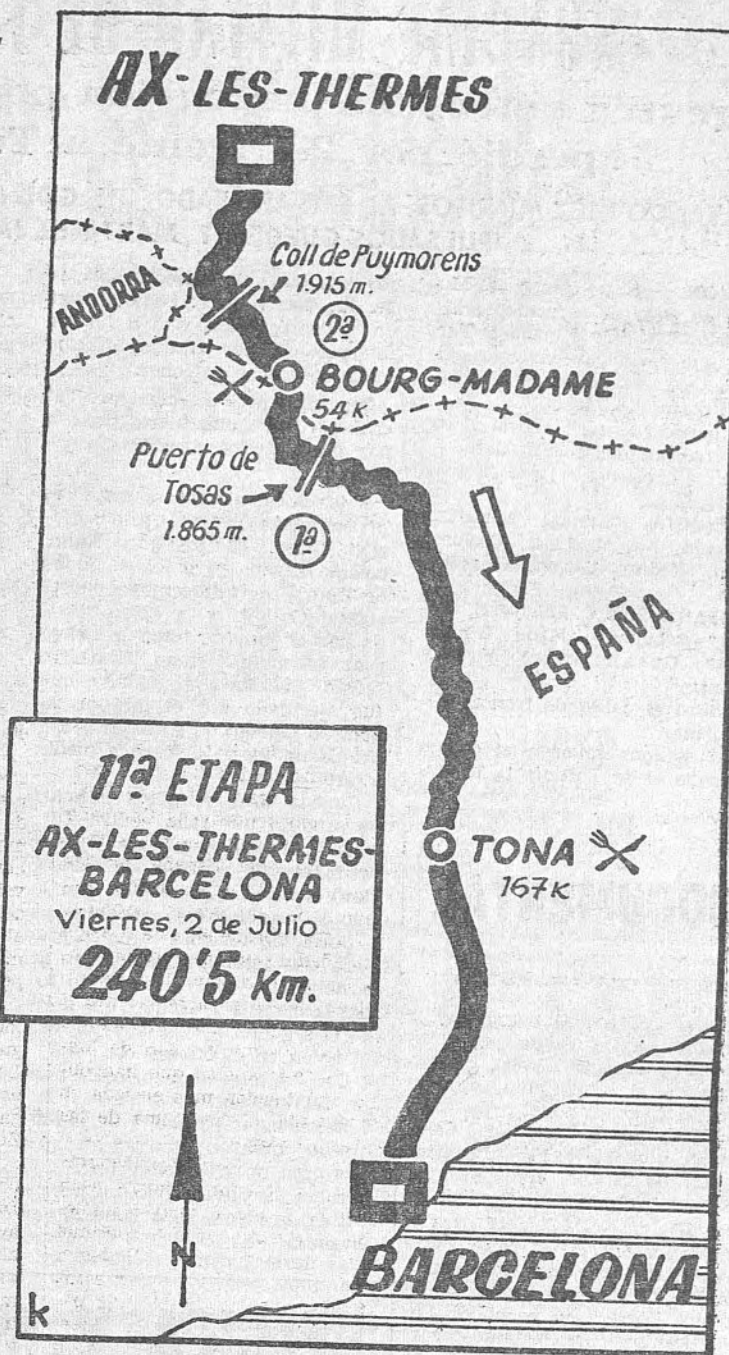 AX-LES-THERMES
Coll de Puymorens
1.915 m.
2ª
ANDORRA
BOURG-MADAME
54 k
Puerto de
Tosas
1.865 m.
1ª
ESPAÑA
11ª ETAPA
AX-LES-THERMES-
BARCELONA
Viernes, 2 de Julio
240'5 Km.
TONA
167 K
N
BARCELONA
k